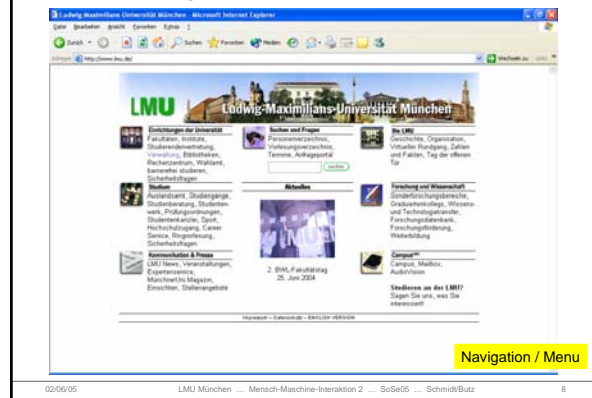 Ludwig-Maximilians-Universität München - Microsoft Internet Explorer
Datei Bearbeiten Ansicht Favoriten Extras ?
Zurück Suchen Favoriten Medien
Adresse http://www.lmu.de/ Wechseln zu Links
LMU Ludwig-Maximilians-Universität München
Einrichtungen der Universität
Fakultäten, Institute,
Studierendenvertretung,
Verwaltung, Bibliotheken,
Rechenzentrum, Wahlamt,
barrierefrei studieren,
Sicherheitsfragen
Suchen und Fragen
Personenverzeichnis,
Vorlesungsverzeichnis,
Termine, Anfrageportal
suchen
Die LMU
Geschichte, Organisation,
Virtueller Rundgang, Zahlen
und Fakten, Tag der offenen
Tür
Studium
Auslandsamt, Studiengänge,
Studienberatung, Studenten-
werk, Prüfungsordnungen,
Studentenkanzlei, Sport,
Hochschulzugang, Career
Service, Ringvorlesung,
Sicherheitsfragen
Aktuelles
2. BWL-Fakultätstag
25. Juni 2004
Forschung und Wissenschaft
Sonderforschungsbereiche,
Graduiertenkollegs, Wissens-
und Technologietransfer,
Forschungsdatenbank,
Forschungsförderung,
Weiterbildung
Kommunikation & Presse
LMU News, Veranstaltungen,
Expertenservice,
MünchnerUni Magazin,
Einsichten, Stellenangebote
Campus
Campus, Mailbox,
AudioVision
Studieren an der LMU?
Sagen Sie uns, was Sie
interessiert!
Impressum – Datenschutz – ENGLISH VERSION
Navigation / Menu
02/06/05 LMU München … Mensch-Maschine-Interaktion 2 … SoSe05 … Schmidt/Butz 8